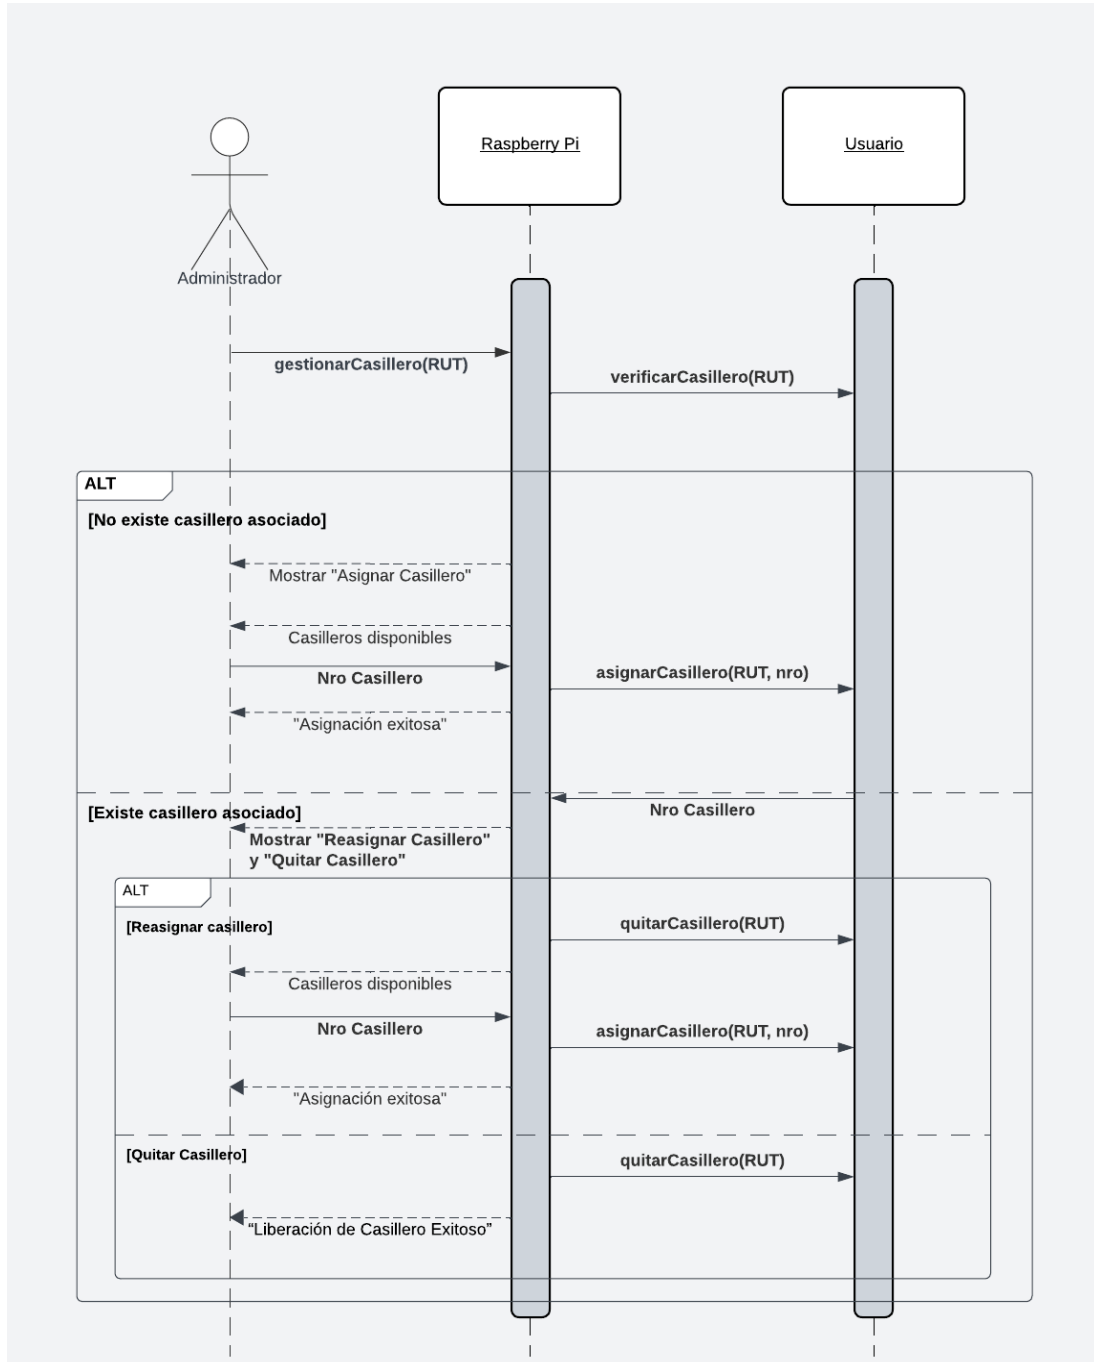 Raspberry Pi
Usuario
Administrador
gestionarCasillero(RUT)
verificarCasillero(RUT)
ALT
[No existe casillero asociado]
Mostrar "Asignar Casillero"
Casilleros disponibles
Nro Casillero
asignarCasillero(RUT, nro)
"Asignación exitosa"
[Existe casillero asociado]
Nro Casillero
Mostrar "Reasignar Casillero"
y "Quitar Casillero"
ALT
[Reasignar casillero]
quitarCasillero(RUT)
Casilleros disponibles
Nro Casillero
asignarCasillero(RUT, nro)
"Asignación exitosa"
[Quitar Casillero]
quitarCasillero(RUT)
“Liberación de Casillero Exitoso”